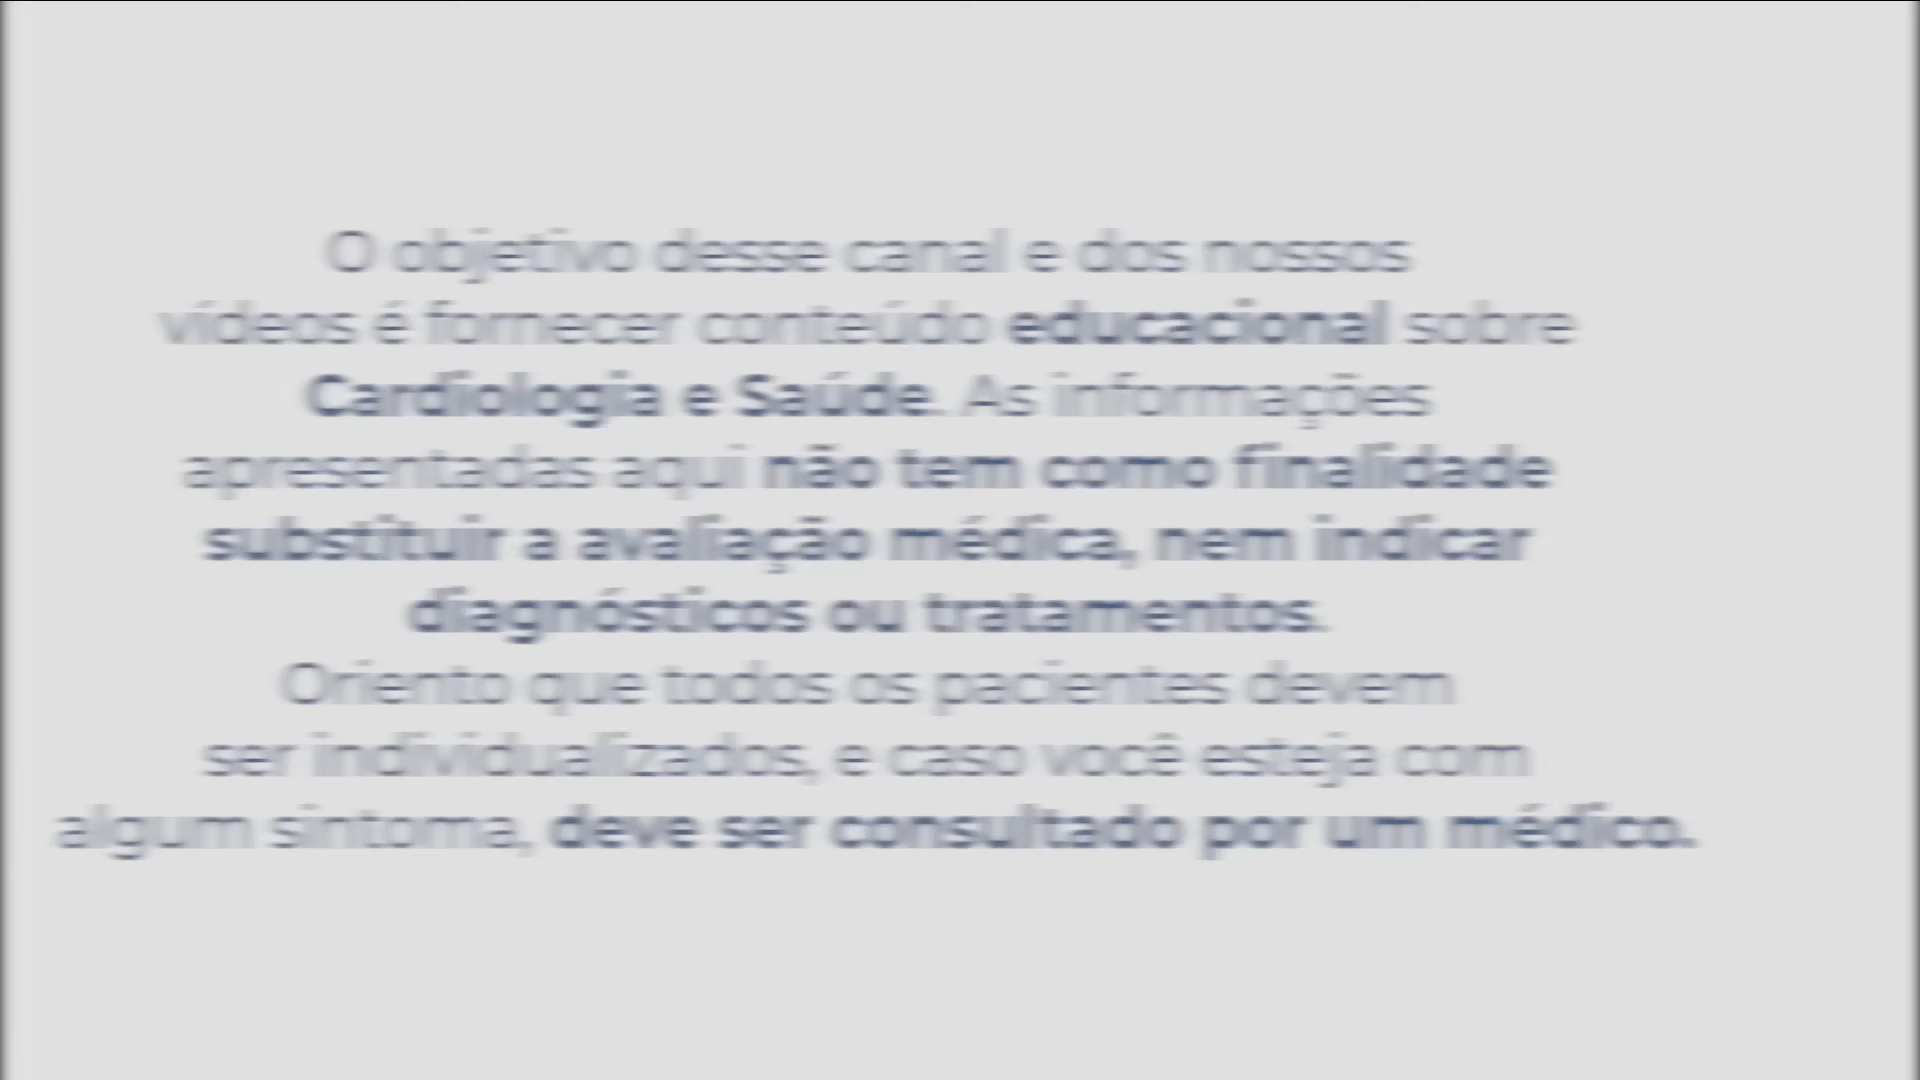 O objetivo desse canal e dos nossos
vídeos é fornecer conteúdo educacional sobre
Cardiologia e Saúde. As informações
apresentadas aqui não tem como finalidade
substituir a avaliação médica, nem indicar
diagnósticos ou tratamentos.
Oriento que todos os pacientes devem
ser individualizados, e caso você esteja com
algum sintoma, deve ser consultado por um médico.